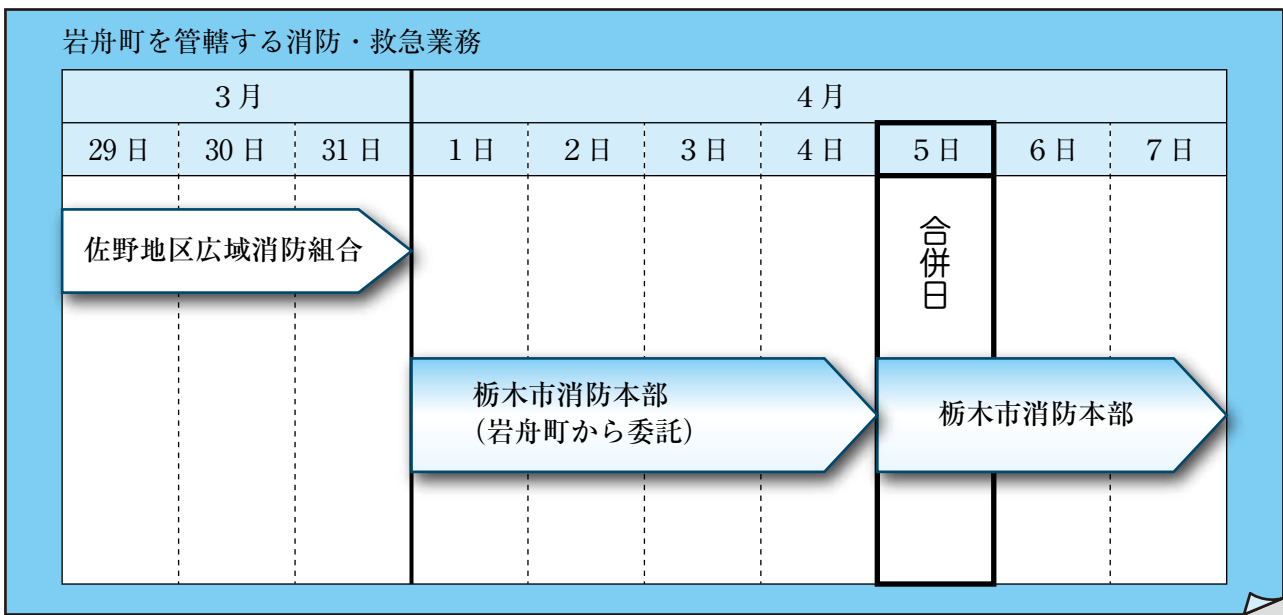 岩舟町を管轄する消防・救急業務
3月 4月
29日 30日 31日 1日 2日 3日 4日 5日 6日 7日
合併日
佐野地区広域消防組合
栃木市消防本部
（岩舟町から委託）
栃木市消防本部